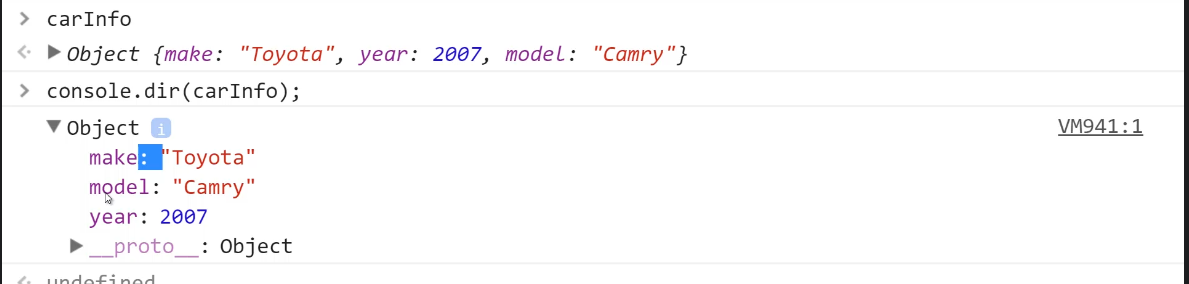 carInfo
Object {make: "Toyota", year: 2007, model: "Camry"}
console.dir(carInfo);
Object i
VM941:1
make: "Toyota"
model: "Camry"
year: 2007
__proto__: Object
undefined